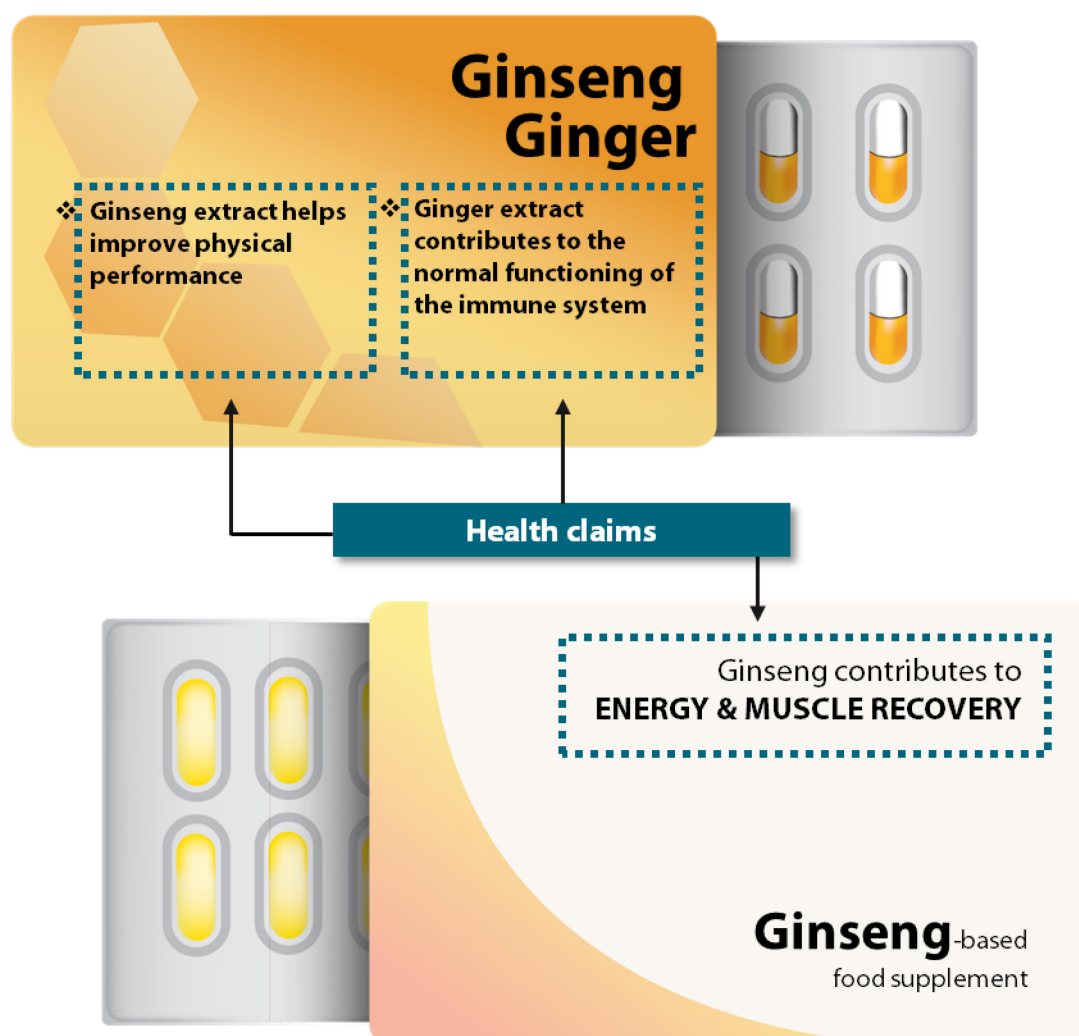 Ginseng
Ginger
❖ Ginseng extract helps
improve physical
performance
❖ Ginger extract
contributes to the
normal functioning of
the immune system
Health claims
Ginseng contributes to
ENERGY & MUSCLE RECOVERY
Ginseng-based
food supplement